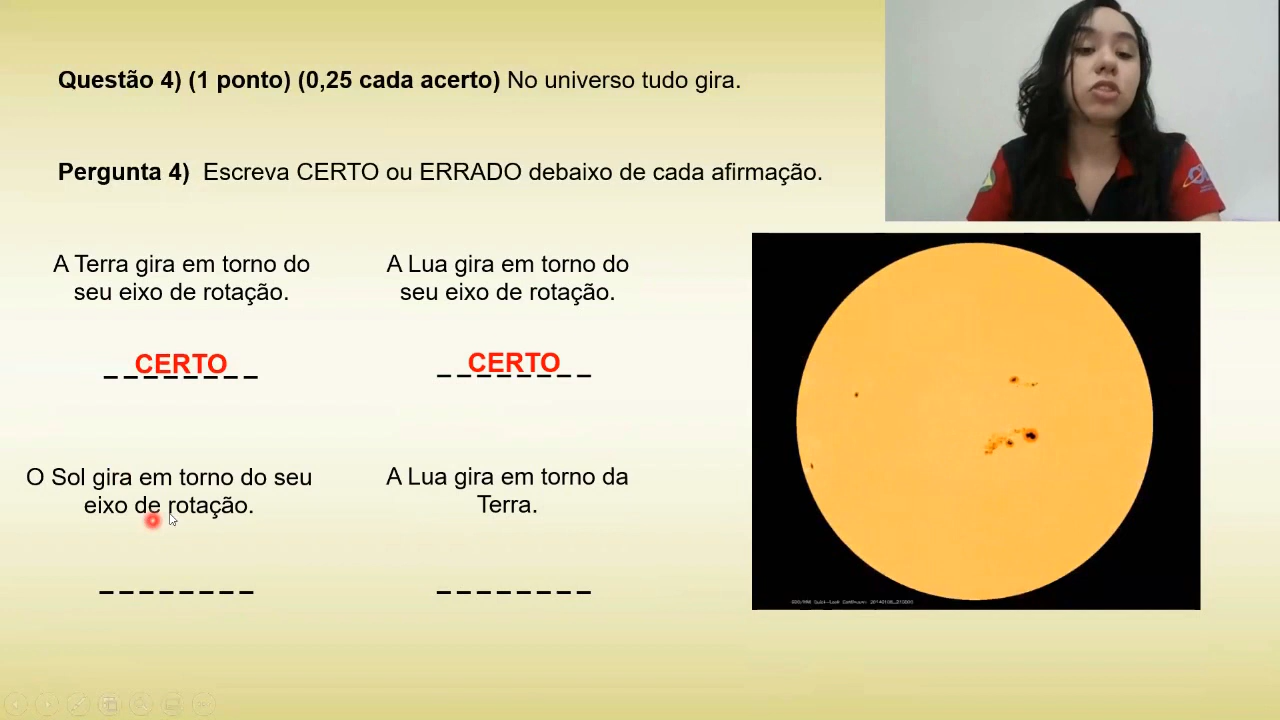 Questão 4) (1 ponto) (0,25 cada acerto) No universo tudo gira.
Pergunta 4) Escreva CERTO ou ERRADO debaixo de cada afirmação.
A Terra gira em torno do
seu eixo de rotação.
CERTO
A Lua gira em torno do
seu eixo de rotação.
CERTO
O Sol gira em torno do seu
eixo de rotação.
A Lua gira em torno da
Terra.